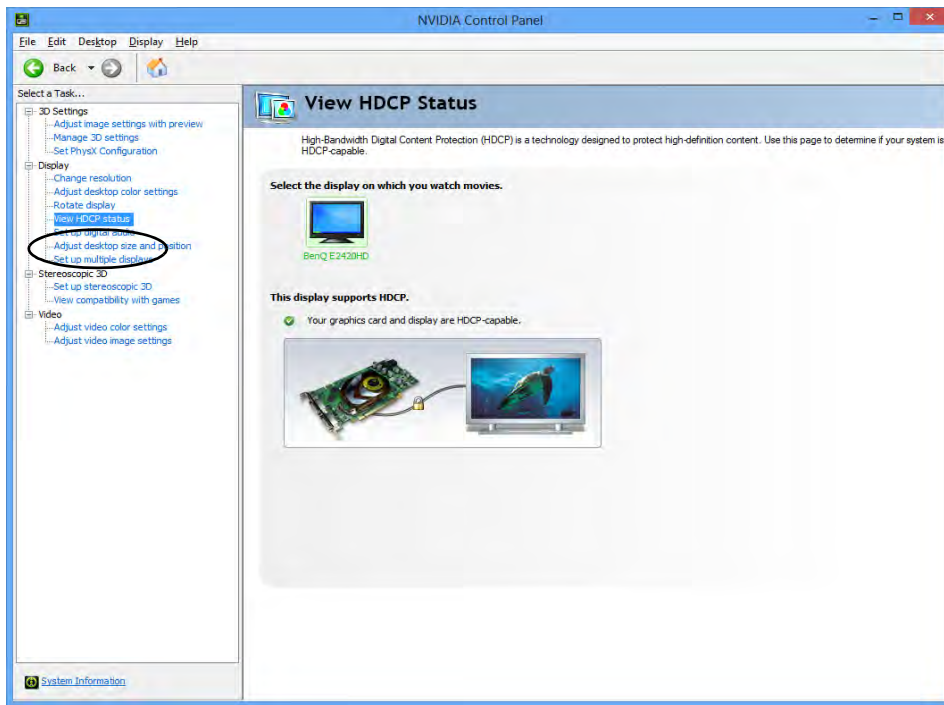 NVIDIA Control Panel
File Edit Desktop Display Help
Back
Select a Task...
3D Settings
Adjust image settings with preview
Manage 3D settings
Set PhysX Configuration
Display
Change resolution
Adjust desktop color settings
Rotate display
View HDCP status
Set up digital audio
Adjust desktop size and position
Set up multiple displays
Stereoscopic 3D
Set up stereoscopic 3D
View compatibility with games
Video
Adjust video color settings
Adjust video image settings
System Information
View HDCP Status
High-Bandwidth Digital Content Protection (HDCP) is a technology designed to protect high-definition content. Use this page to determine if your system is
HDCP-capable.
Select the display on which you watch movies.
BenQ E2420HD
This display supports HDCP.
Your graphics card and display are HDCP-capable.